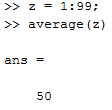 >> z = 1:99;
>> average(z)
ans =
50